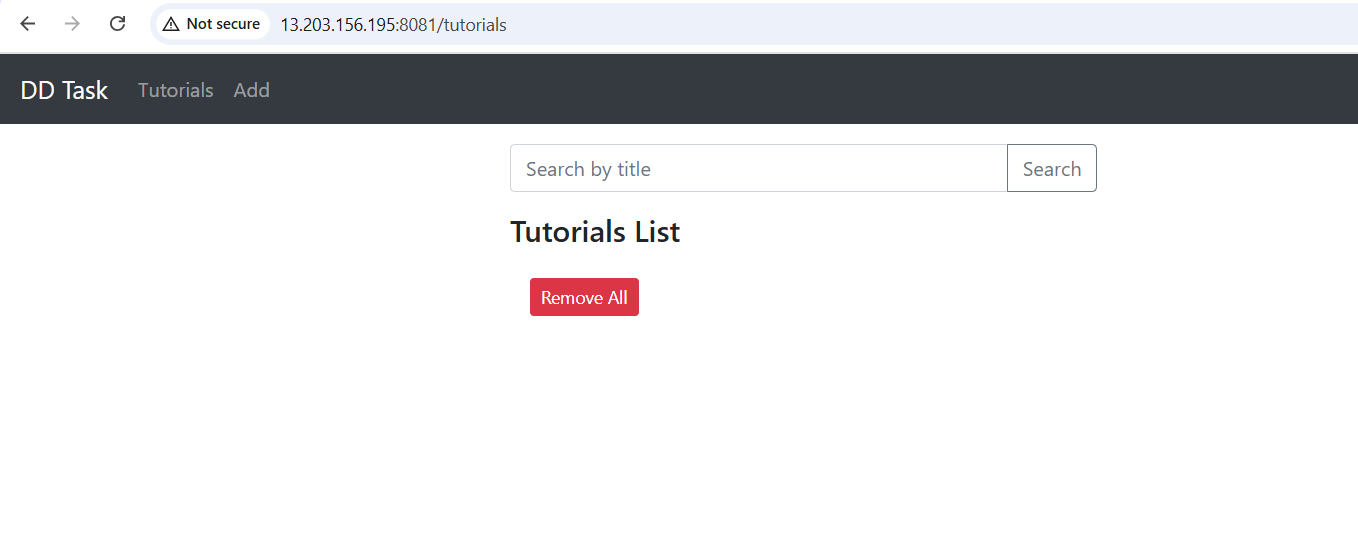 Not secure 13.203.156.195:8081/tutorials
DD Task Tutorials Add
Search by title Search
Tutorials List
Remove All